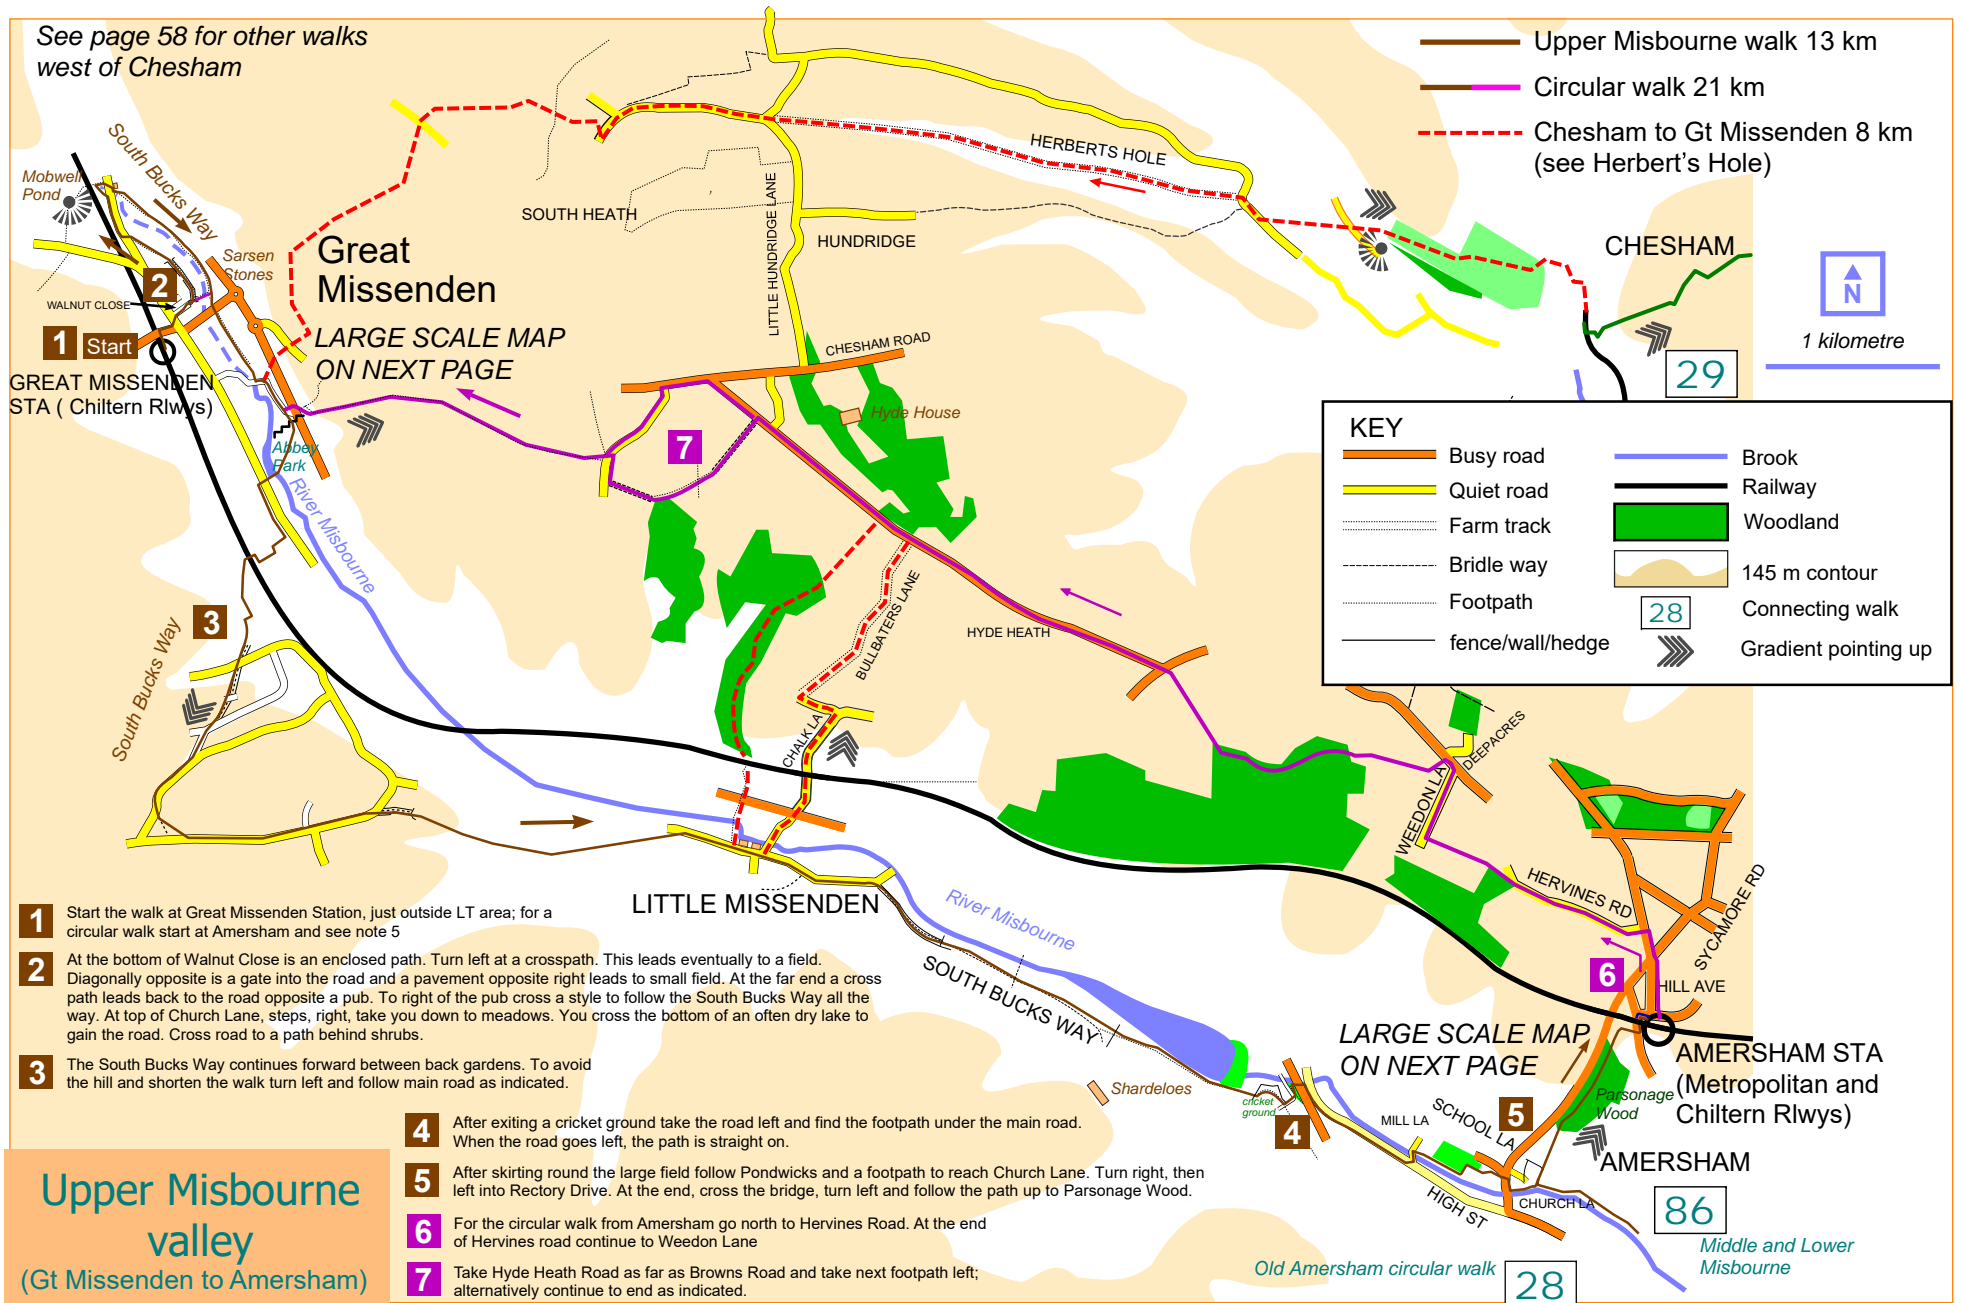 See page 58 for other walks
west of Chesham
Upper Misbourne walk 13 km
Circular walk 21 km
Chesham to Gt Missenden 8 km
(see Herbert's Hole)
South Bucks Way
Mobwell
Pond
Sarsen
Stones
WALNUT CLOSE
2
1
Start
GREAT MISSENDEN
STA ( Chiltern Rlwys)
Great
Missenden
LARGE SCALE MAP
ON NEXT PAGE
SOUTH HEATH
LITTLE HUNDRIDGE LANE
HUNDRIDGE
HERBERTS HOLE
CHESHAM
N
1 kilometre
29
CHESHAM ROAD
Hyde House
7
Abbey
Park
River Misbourne
KEY
Busy road
Quiet road
Farm track
Bridle way
Footpath
fence/wall/hedge
Brook
Railway
Woodland
145 m contour
28
Connecting walk
Gradient pointing up
3
South Bucks Way
BULLBATERS LANE
HYDE HEATH
CHALK LA
DEEPACRES
WEEDON LA
HERVINES RD
SYCAMORE RD
LITTLE MISSENDEN
River Misbourne
SOUTH BUCKS WAY
6
HILL AVE
LARGE SCALE MAP
ON NEXT PAGE
AMERSHAM STA
(Metropolitan and
Chiltern Rlwys)
Shardeloes
cricket
ground
4
MILL LA
SCHOOL LA
5
Parsonage
Wood
AMERSHAM
HIGH ST
CHURCH LA
86
Middle and Lower
Misbourne
Old Amersham circular walk
28
1
Start the walk at Great Missenden Station, just outside LT area; for a
circular walk start at Amersham and see note 5
2
At the bottom of Walnut Close is an enclosed path. Turn left at a crosspath. This leads eventually to a field.
Diagonally opposite is a gate into the road and a pavement opposite right leads to small field. At the far end a cross
path leads back to the road opposite a pub. To right of the pub cross a style to follow the South Bucks Way all the
way. At top of Church Lane, steps, right, take you down to meadows. You cross the bottom of an often dry lake to
gain the road. Cross road to a path behind shrubs.
3
The South Bucks Way continues forward between back gardens. To avoid
the hill and shorten the walk turn left and follow main road as indicated.
4
After exiting a cricket ground take the road left and find the footpath under the main road.
When the road goes left, the path is straight on.
5
After skirting round the large field follow Pondwicks and a footpath to reach Church Lane. Turn right, then
left into Rectory Drive. At the end, cross the bridge, turn left and follow the path up to Parsonage Wood.
6
For the circular walk from Amersham go north to Hervines Road. At the end
of Hervines road continue to Weedon Lane
7
Take Hyde Heath Road as far as Browns Road and take next footpath left;
alternatively continue to end as indicated.
Upper Misbourne
valley
(Gt Missenden to Amersham)